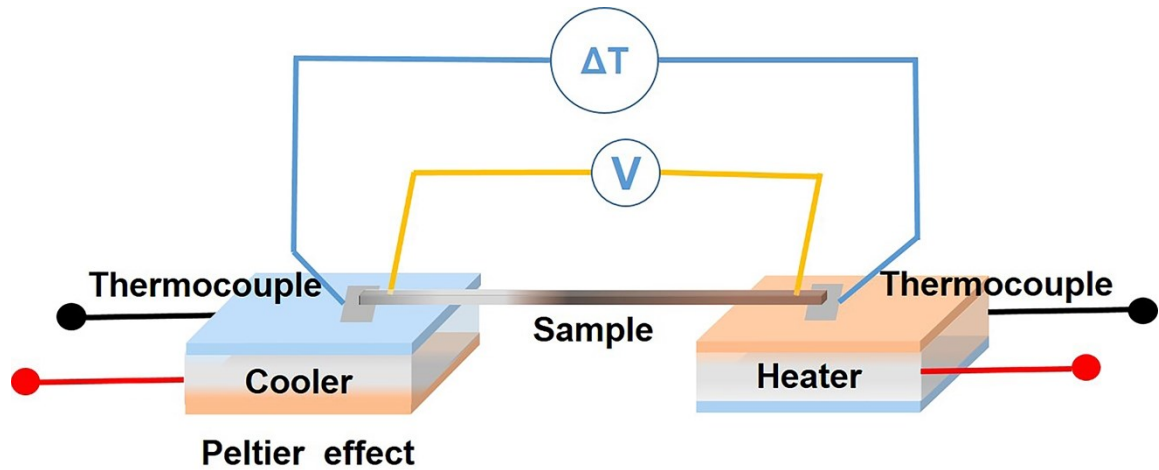 ΔT
V
Thermocouple
Thermocouple
Sample
Cooler
Heater
Peltier effect